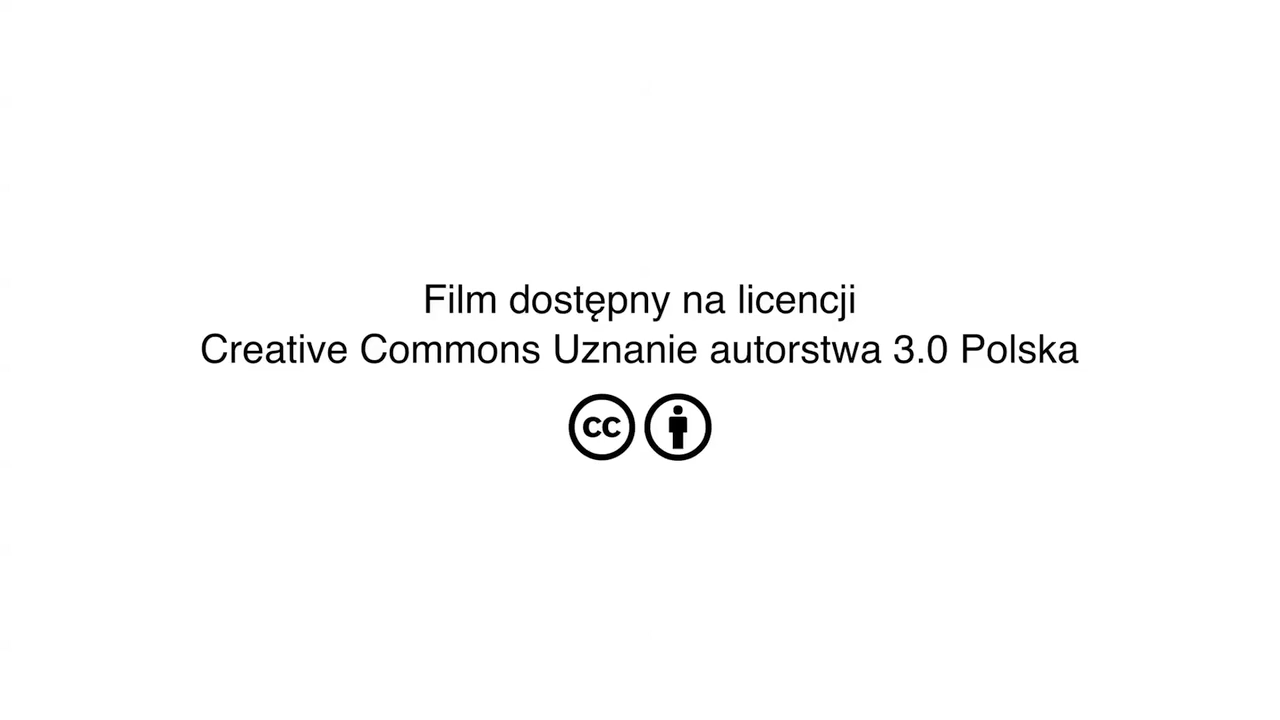 Film dostępny na licencji
Creative Commons Uznanie autorstwa 3.0 Polska
cc